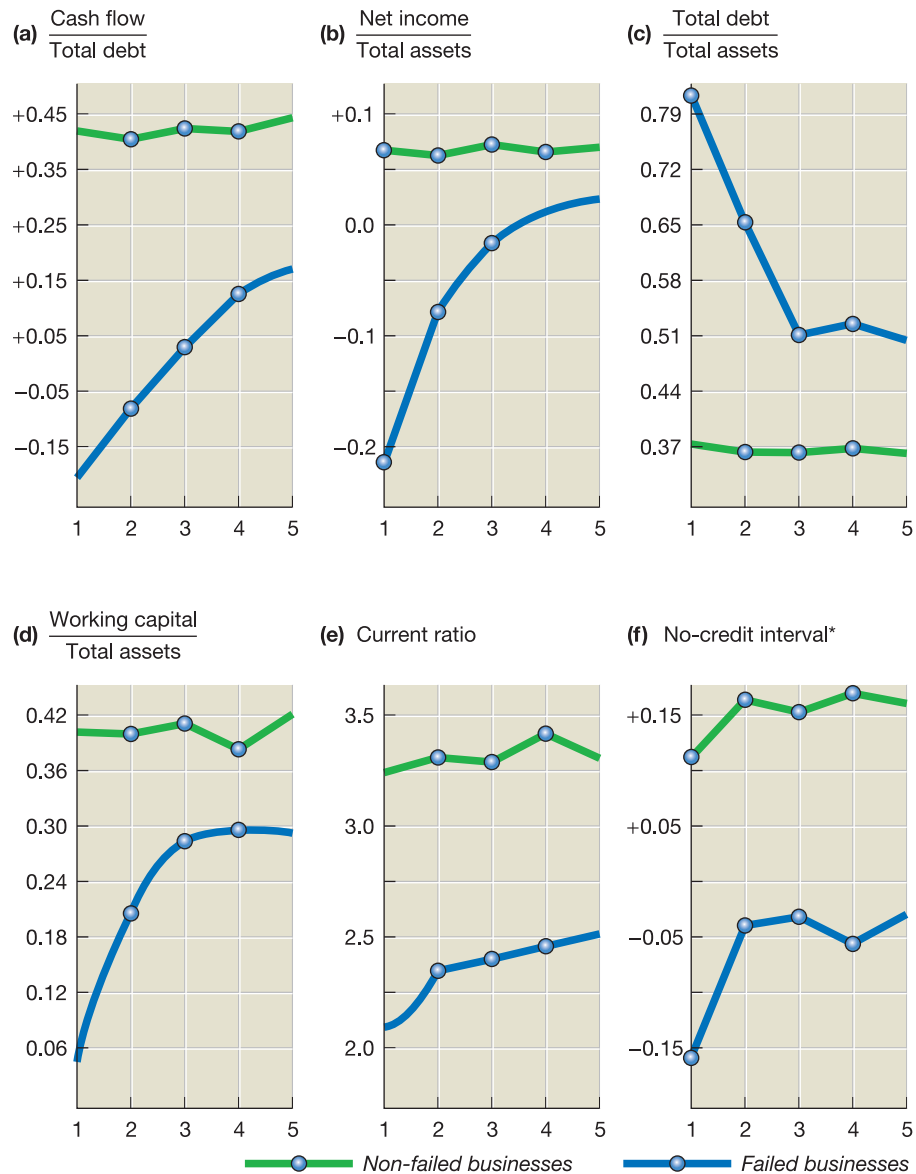 (a) Cash flow
Total debt
(b) Net income
Total assets
(c) Total debt
Total assets
+0.45
+0.35
+0.25
+0.15
+0.05
−0.05
−0.15
1 2 3 4 5
+0.1
0.0
−0.1
−0.2
1 2 3 4 5
0.79
0.72
0.65
0.58
0.51
0.44
0.37
1 2 3 4 5
(d) Working capital
Total assets
(e) Current ratio
(f) No-credit interval*
0.42
0.36
0.30
0.24
0.18
0.12
0.06
1 2 3 4 5
3.5
3.0
2.5
2.0
1 2 3 4 5
+0.15
+0.05
−0.05
−0.15
1 2 3 4 5
Non-failed businesses
Failed businesses